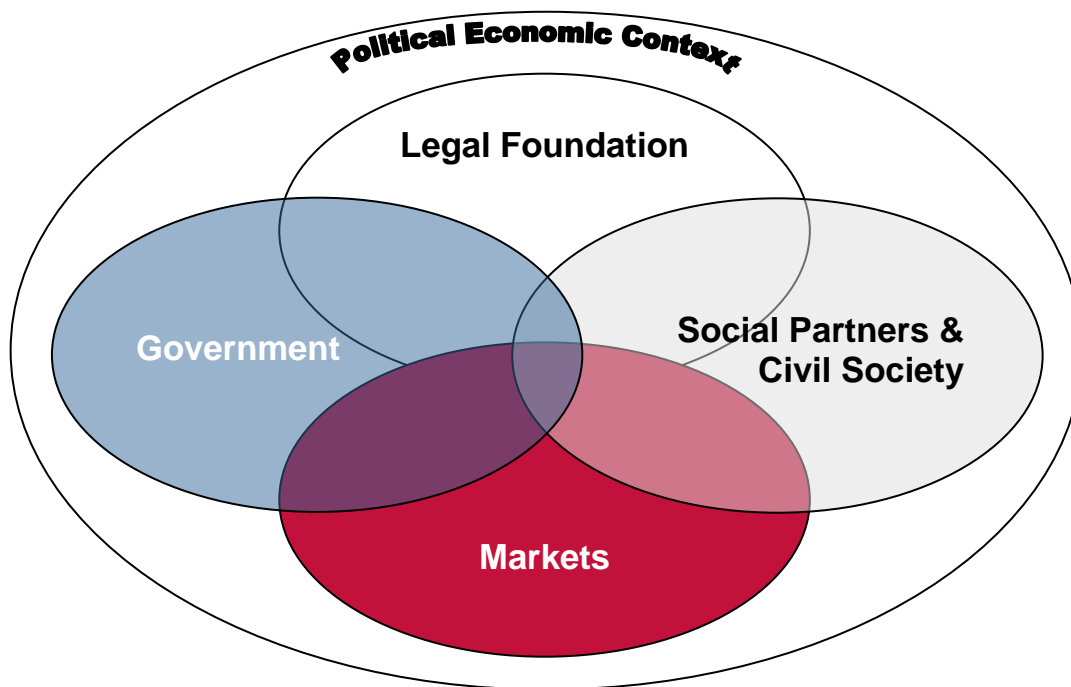 Political Economic Context
Legal Foundation
Government
Social Partners &
Civil Society
Markets